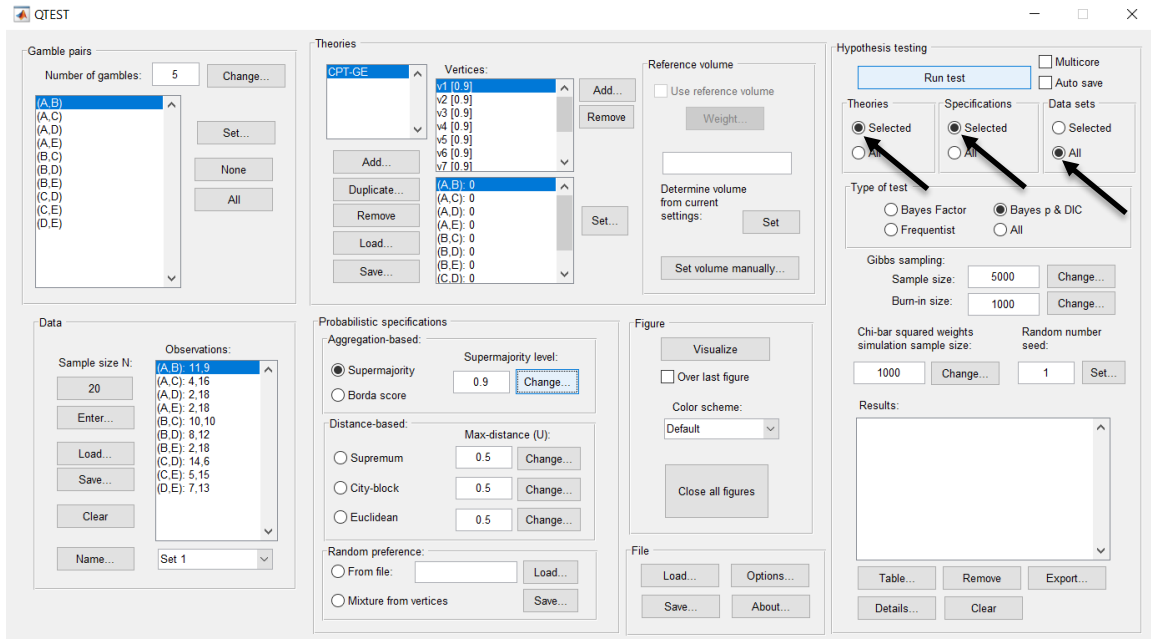 QTEST
Gamble pairs
Number of gambles: 5 Change...
(A,B)
(A,C)
(A,D)
(A,E)
(B,C)
(B,D)
(B,E)
(C,D)
(C,E)
(D,E)
Set...
None
All
Theories
CPT-GE
Add...
Duplicate...
Remove
Load...
Save...
Vertices:
v1 [0.9]
v2 [0.9]
v3 [0.9]
v4 [0.9]
v5 [0.9]
v6 [0.9]
v7 [0.9]
Add...
Remove
(A,B): 0
(A,C): 0
(A,D): 0
(A,E): 0
(B,C): 0
(B,D): 0
(B,E): 0
(C,D): 0
Set...
Reference volume
Use reference volume
Weight...
Determine volume
from current
settings:
Set
Set volume manually...
Hypothesis testing
Run test
Multicore
Auto save
Theories
Selected
All
Specifications
Selected
All
Data sets
Selected
All
Type of test
Bayes Factor
Bayes p & DIC
Frequentist
All
Gibbs sampling:
Sample size: 5000 Change...
Burn-in size: 1000 Change...
Chi-bar squared weights
simulation sample size:
1000 Change...
Random number
seed:
1 Set...
Results:
Table...
Remove
Export...
Details...
Clear
Data
Sample size N:
20
Enter...
Load...
Save...
Clear
Name...
Set 1
Observations:
(A,B): 11,9
(A,C): 4,16
(A,D): 2,18
(A,E): 2,18
(B,C): 10,10
(B,D): 8,12
(B,E): 2,18
(C,D): 14,6
(C,E): 5,15
(D,E): 7,13
Probabilistic specifications
Aggregation-based:
Supermajority
Borda score
Supermajority level:
0.9 Change...
Distance-based:
Max-distance (U):
Supremum 0.5 Change...
City-block 0.5 Change...
Euclidean 0.5 Change...
Random preference:
From file: Load...
Mixture from vertices Save...
Figure
Visualize
Over last figure
Color scheme:
Default
Close all figures
File
Load...
Options...
Save...
About...